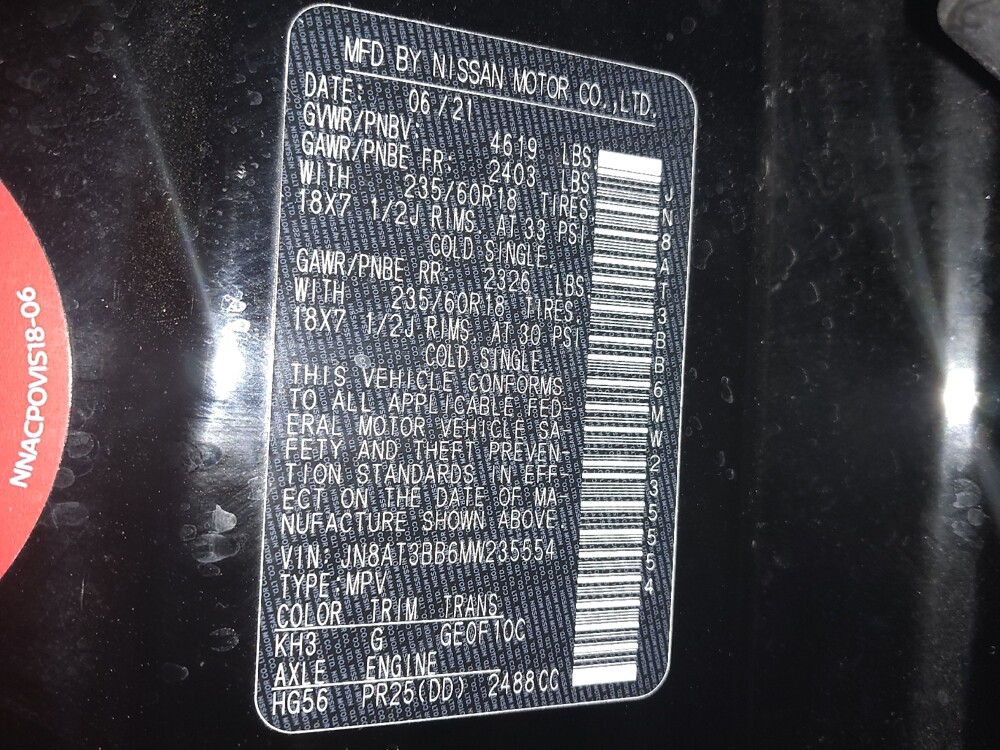 MFD BY NISSAN MOTOR CO.,LTD.
DATE: 06/21
GVWR/PNBV: 4619 LBS
GAWR/PNBE FR: 2403 LBS
WITH 235/60R18 TIRES,
18X7 1/2J RIMS, AT 33 PSI
COLD SINGLE
GAWR/PNBE RR: 2326 LBS
WITH 235/60R18 TIRES,
18X7 1/2J RIMS, AT 30 PSI
COLD SINGLE
THIS VEHICLE CONFORMS
TO ALL APPLICABLE FED-
ERAL MOTOR VEHICLE SA-
FETY AND THEFT PREVEN-
TION STANDARDS IN EFF-
ECT ON THE DATE OF MA-
NUFACTURE SHOWN ABOVE.
VIN: JN8AT3BB6MW235554
TYPE:MPV
COLOR TRIM TRANS
KH3 G GE0F10C
AXLE ENGINE
HG56 PR25(DD) 2488CC
JN8AT3BB6MW235554
NNACPOVIS18-06